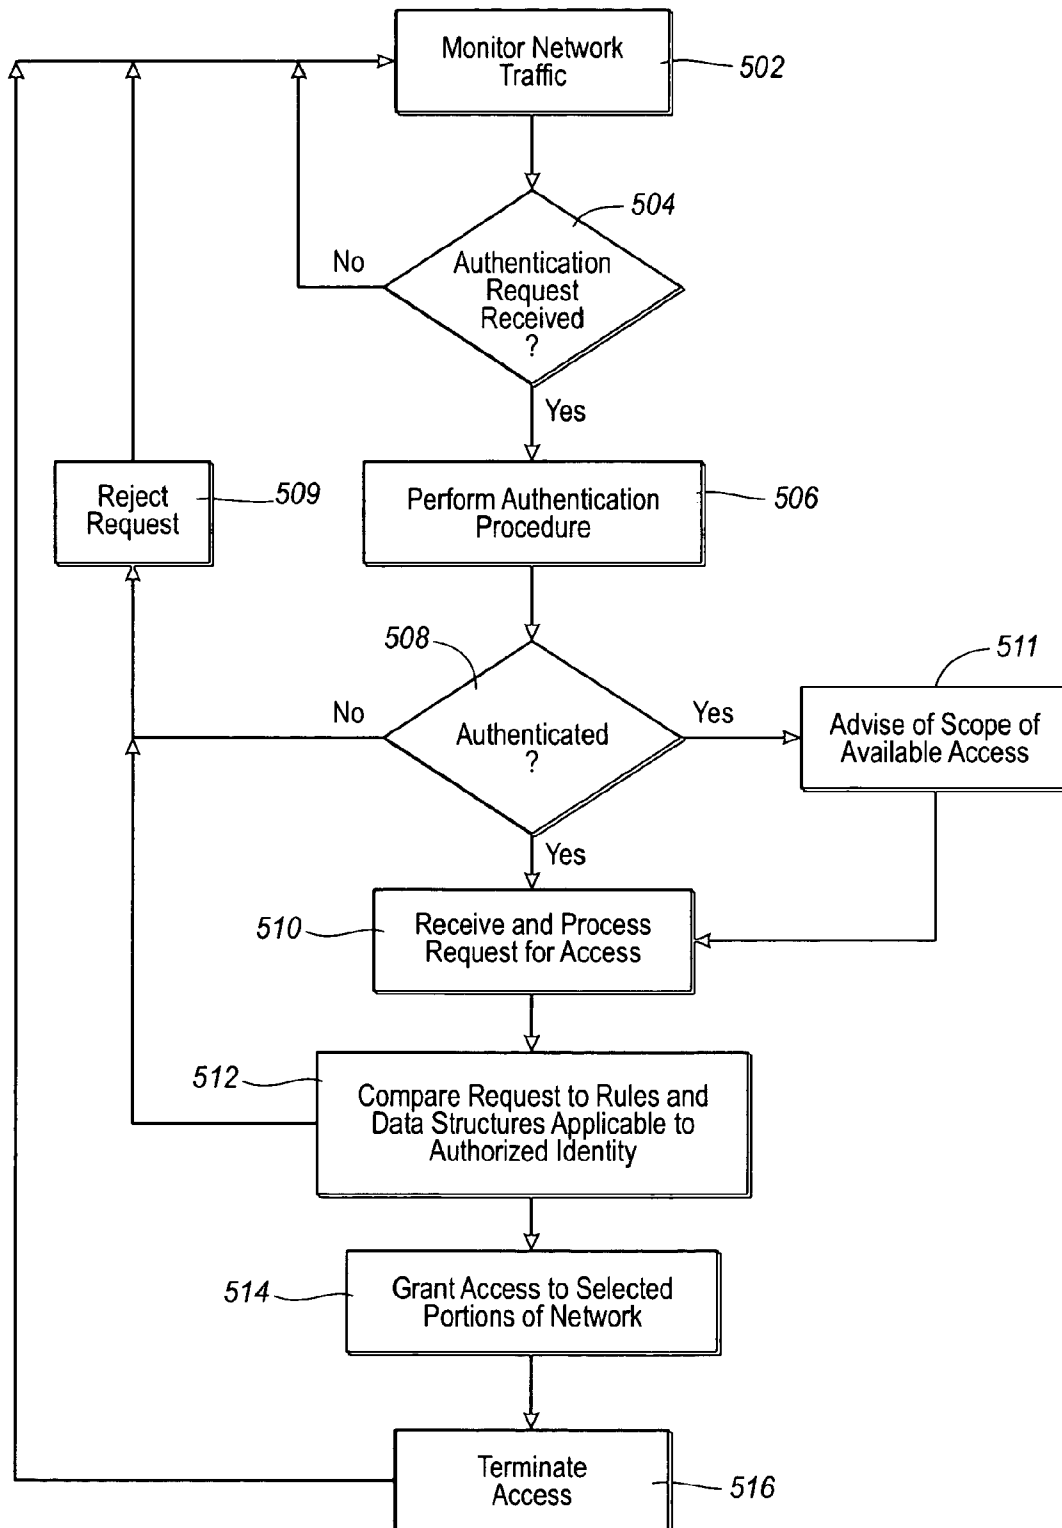 Monitor Network
Traffic
502
504
No
Authentication
Request
Received
?
Yes
Reject
Request
509
Perform Authentication
Procedure
506
508
511
No
Authenticated
?
Yes
Advise of Scope of
Available Access
Yes
510
Receive and Process
Request for Access
512
Compare Request to Rules and
Data Structures Applicable to
Authorized Identity
514
Grant Access to Selected
Portions of Network
Terminate
Access
516